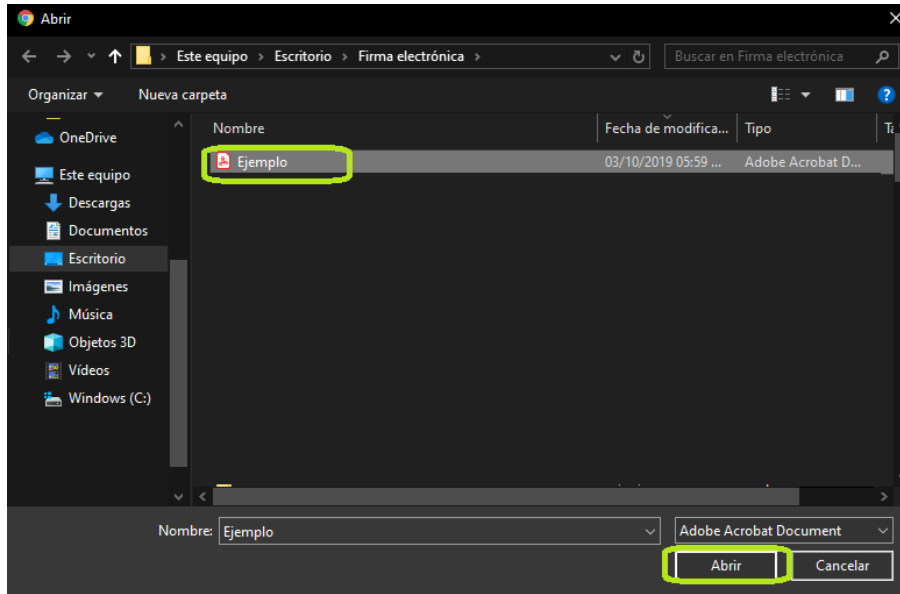 Abrir
Este equipo > Escritorio > Firma electrónica >
Buscar en Firma electrónica
Organizar
Nueva carpeta
?
Nombre
Fecha de modifica...
Tipo
Ta
OneDrive
Ejemplo
03/10/2019 05:59 ...
Adobe Acrobat D...
Este equipo
Descargas
Documentos
Escritorio
Imágenes
Música
Objetos 3D
Vídeos
Windows (C:)
Nombre:
Ejemplo
Adobe Acrobat Document
Abrir
Cancelar